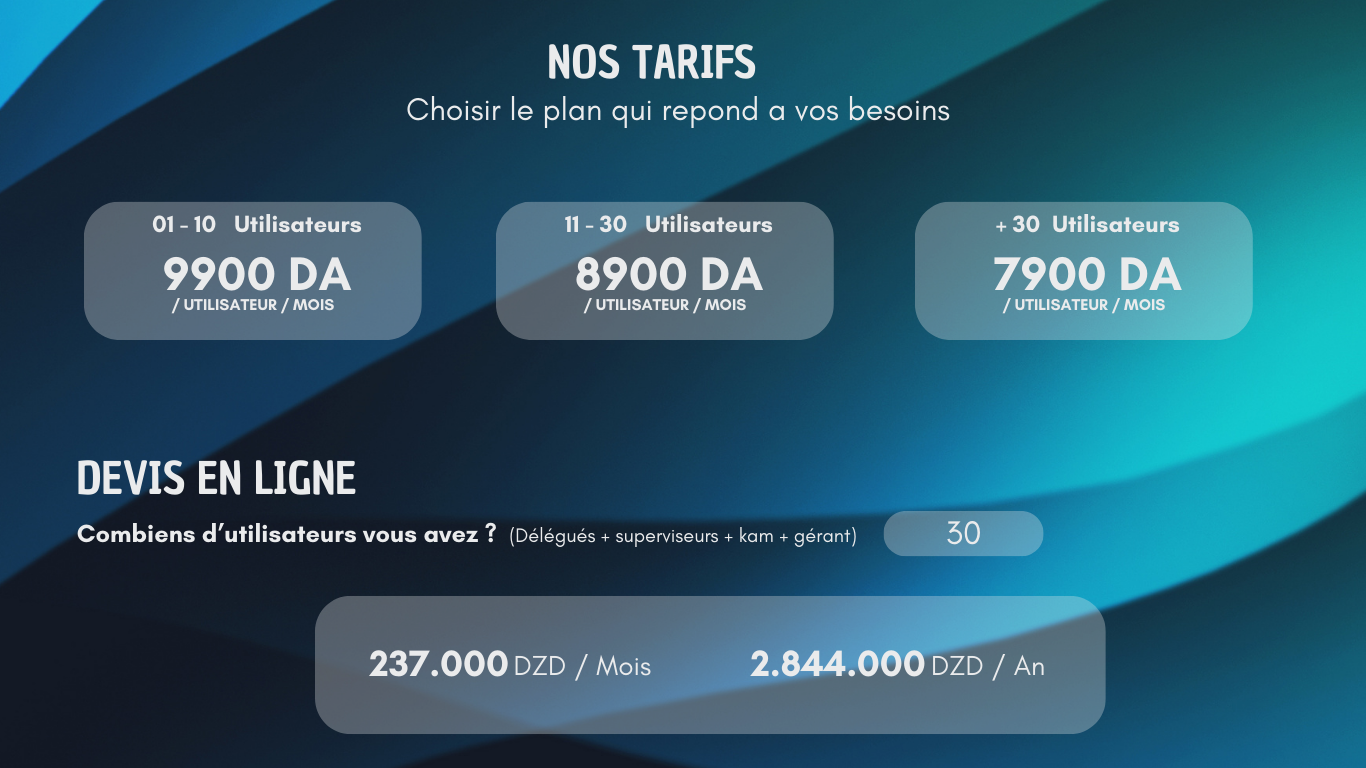 NOS TARIFS
Choisir le plan qui repond a vos besoins
01 - 10 Utilisateurs
9900 DA
/ UTILISATEUR / MOIS
11 - 30 Utilisateurs
8900 DA
/ UTILISATEUR / MOIS
+ 30 Utilisateurs
7900 DA
/ UTILISATEUR / MOIS
DEVIS EN LIGNE
Combiens d’utilisateurs vous avez ? (Délégués + superviseurs + kam + gérant) 30
237.000 DZD / Mois 2.844.000 DZD / An